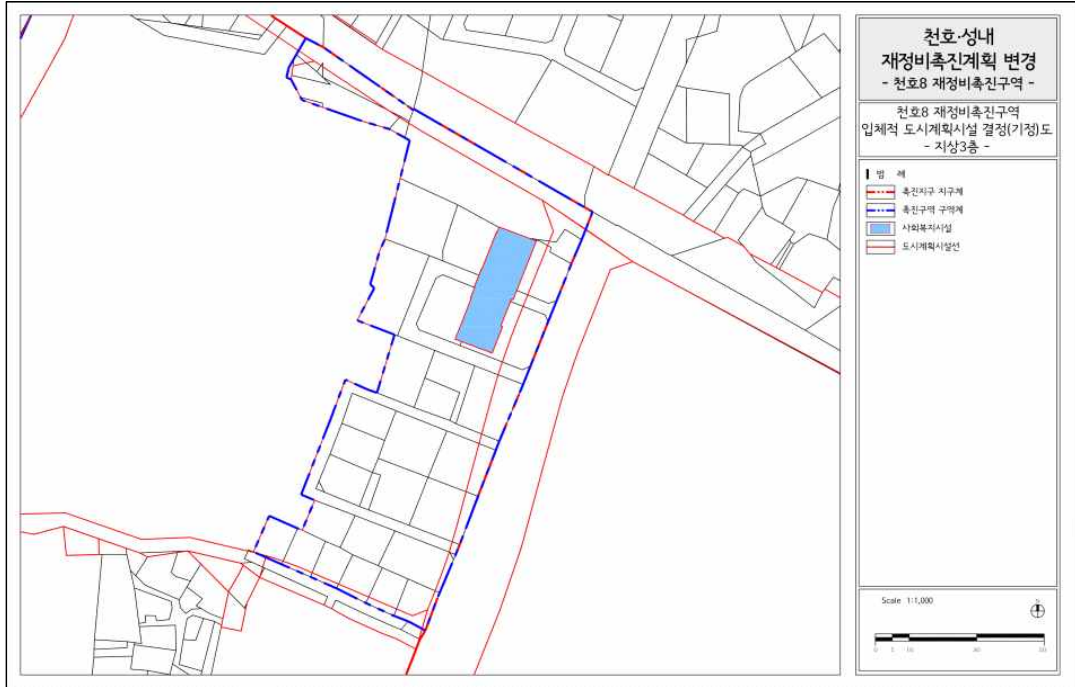 천호·성내
재정비촉진계획 변경
- 천호8 재정비촉진구역 -
천호8 재정비촉진구역
입체적 도시계획시설 결정(기정)도
- 지상3층 -
범 례
촉진지구 지구계
촉진구역 구역계
사회복지시설
도시계획시설선
Scale 1:1,000
0 5 10